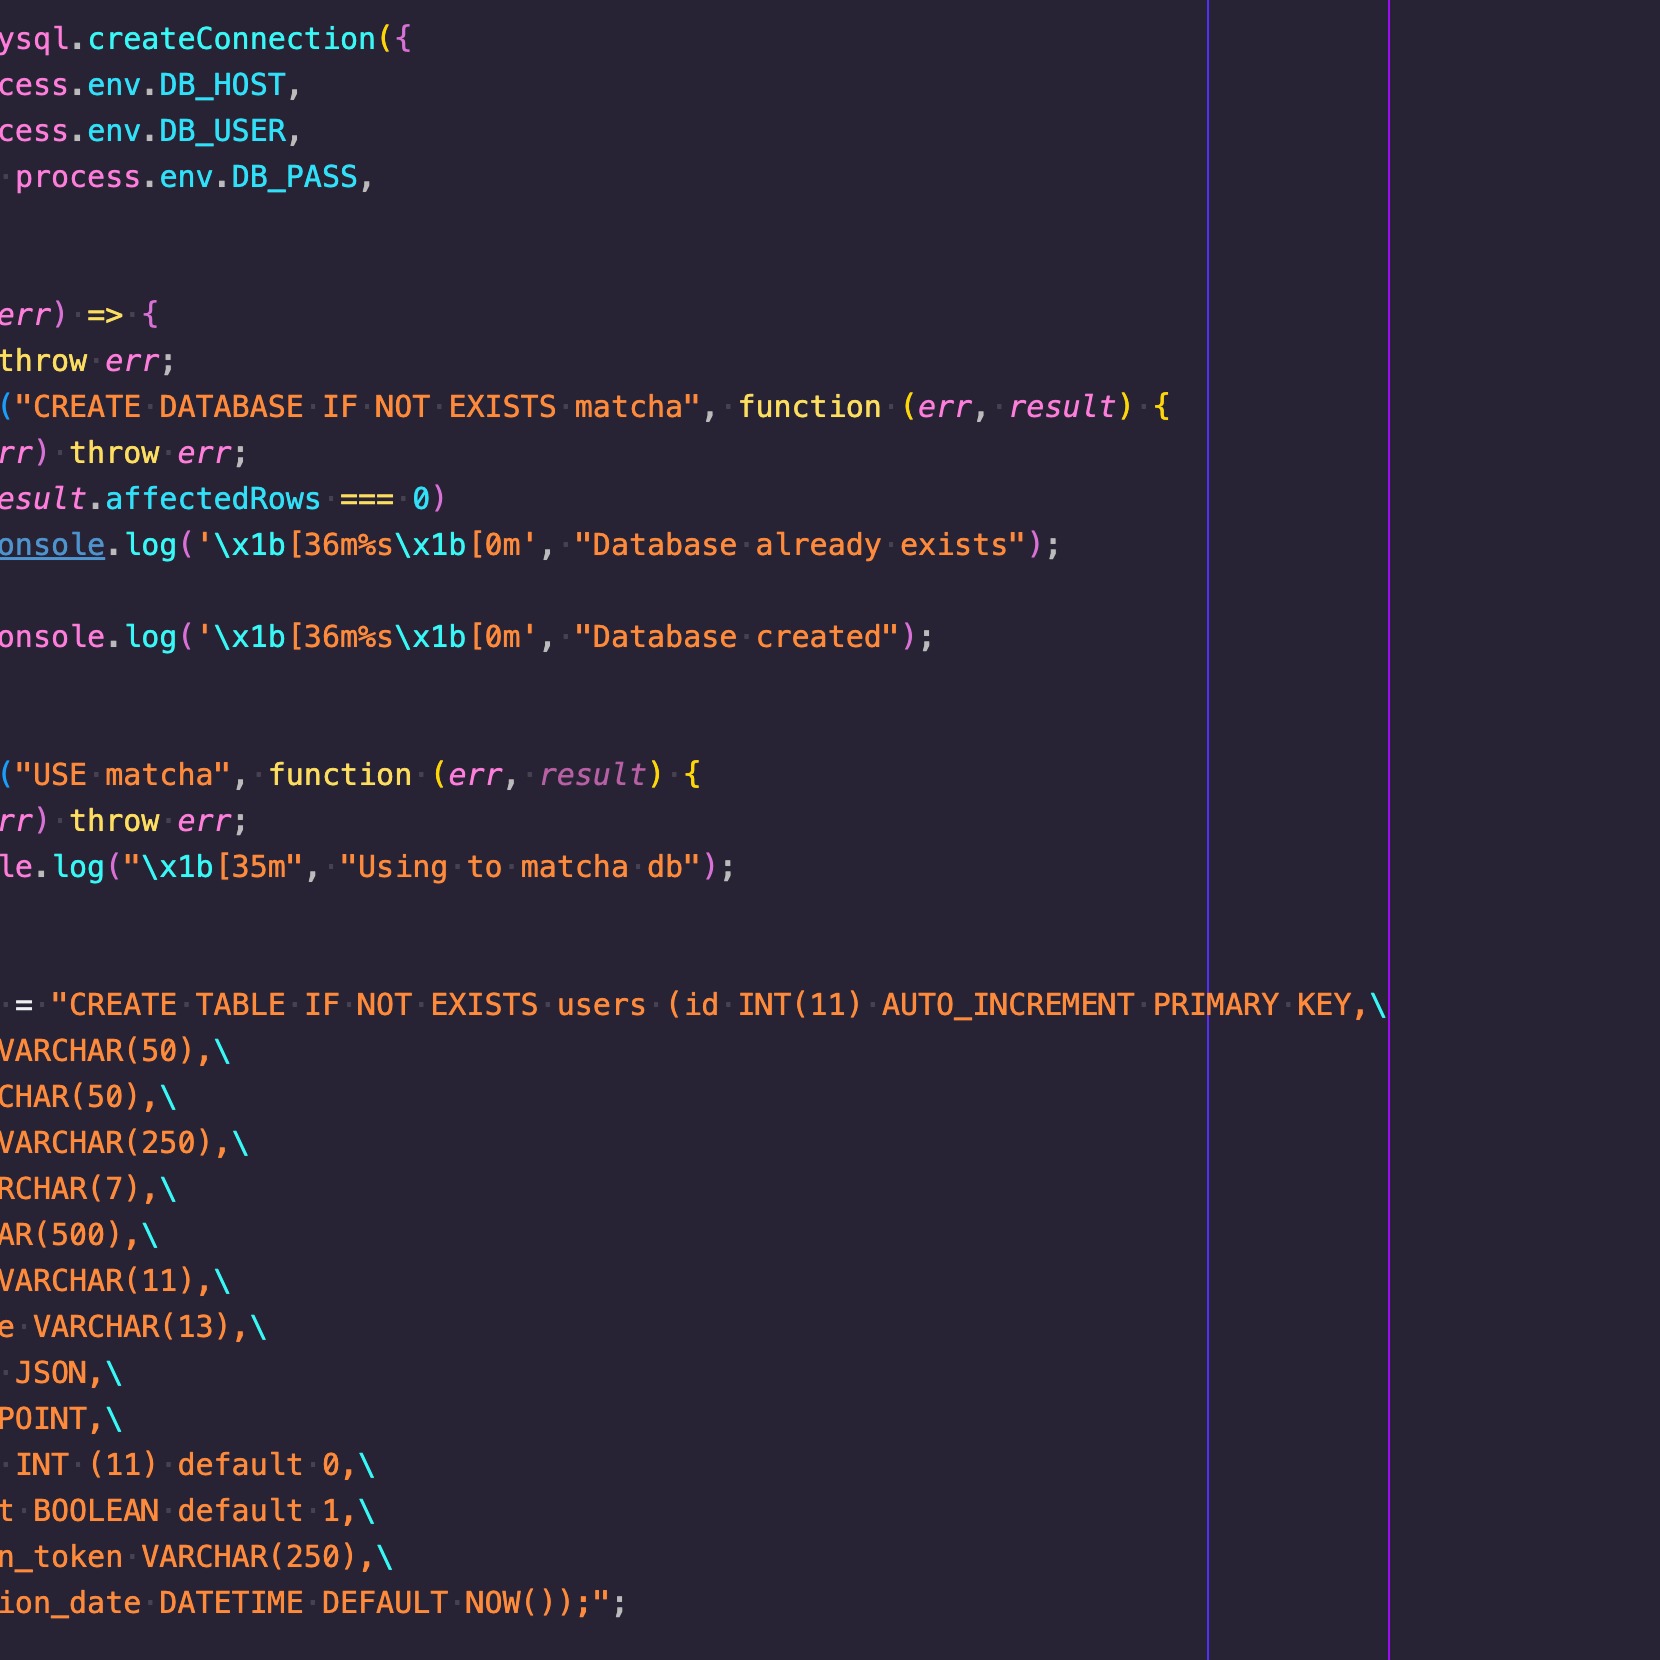 ysql.createConnection({
cess.env.DB_HOST,
cess.env.DB_USER,
process.env.DB_PASS,
err) => {
throw err;
("CREATE DATABASE IF NOT EXISTS matcha", function (err, result) {
rr) throw err;
esult.affectedRows === 0)
onsole.log('\x1b[36m%s\x1b[0m', "Database already exists");
onsole.log('\x1b[36m%s\x1b[0m', "Database created");
("USE matcha", function (err, result) {
rr) throw err;
le.log("\x1b[35m", "Using to matcha db");
= "CREATE TABLE IF NOT EXISTS users (id INT(11) AUTO_INCREMENT PRIMARY KEY,\
VARCHAR(50),\
CHAR(50),\
VARCHAR(250),\
RCHAR(7),\
AR(500),\
VARCHAR(11),\
e VARCHAR(13),\
JSON,\
POINT,\
INT (11) default 0,\
t BOOLEAN default 1,\
n_token VARCHAR(250),\
ion_date DATETIME DEFAULT NOW());";